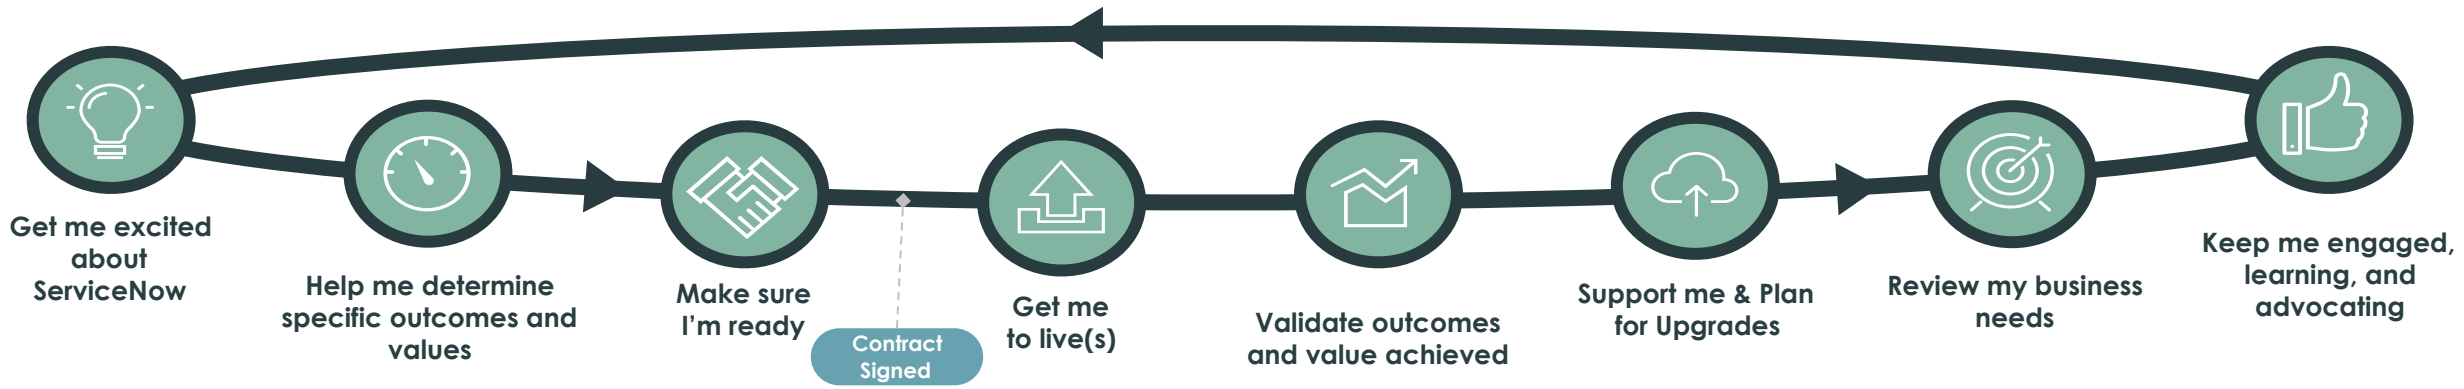 Get me excited
about
ServiceNow
Help me determine
specific outcomes and
values
Make sure
I'm ready
Contract
Signed
Get me
to live(s)
Validate outcomes
and value achieved
Support me & Plan
for Upgrades
Review my business
needs
Keep me engaged,
learning, and
advocating